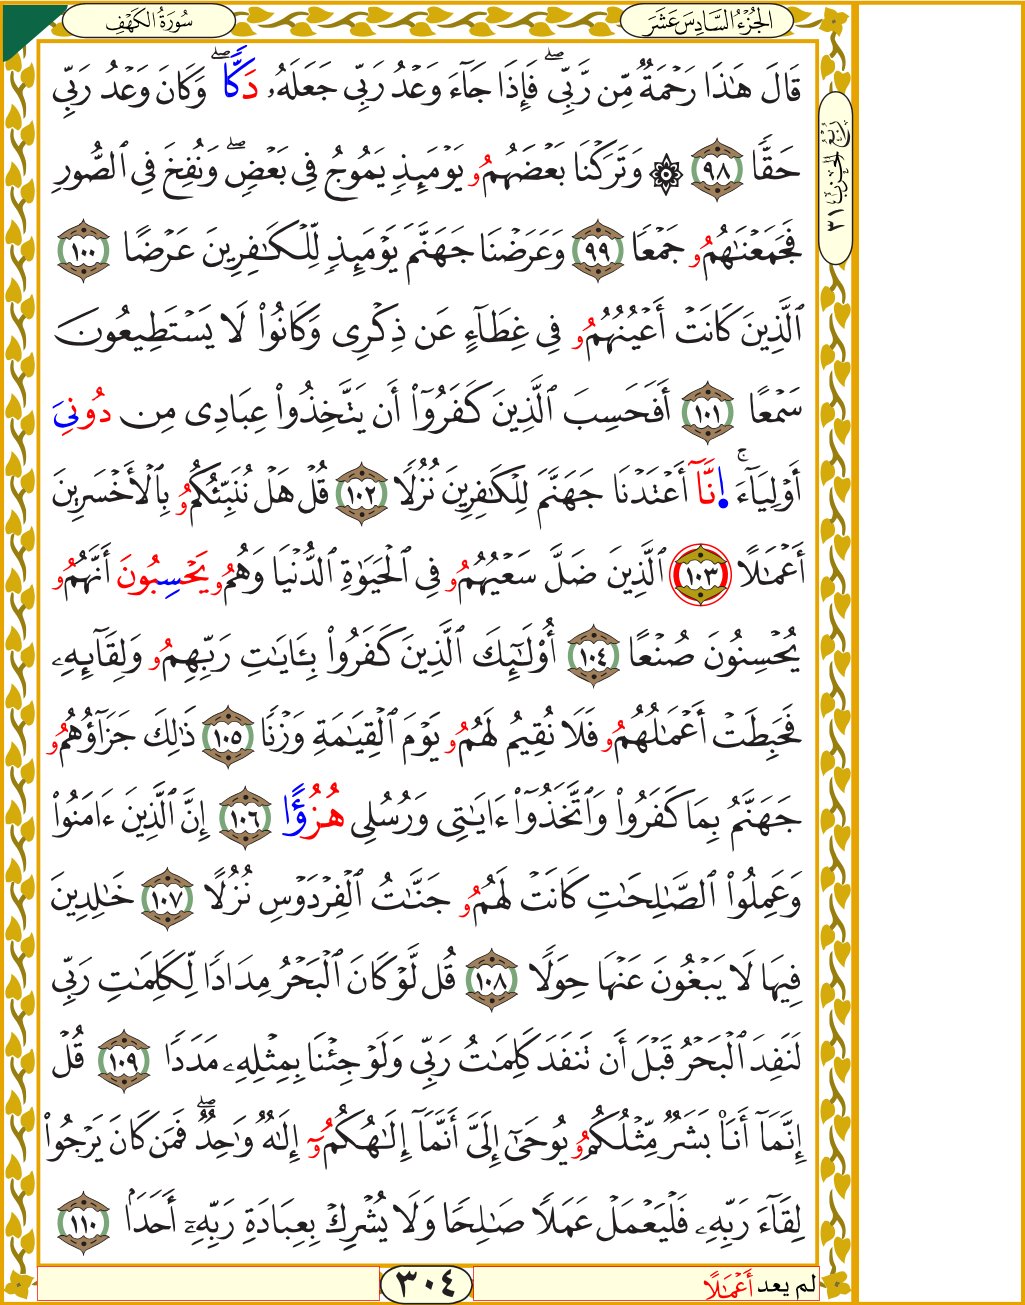 سُورَةُ الكَهْفِ
الجُزْءُ السَّادِسَ عَشَرَ
رُبْعُ الحِزْبِ ٣١
قَالَ هَٰذَا رَحْمَةٌ مِّن رَّبِّي ۖ فَإِذَا جَآءَ وَعْدُ رَبِّي جَعَلَهُۥ دَكًّا ۖ وَكَانَ وَعْدُ رَبِّي
حَقًّا ٩٨ ۞ وَتَرَكْنَا بَعْضَهُمُۥ يَوْمَئِذٍ يَمُوجُ فِي بَعْضٍ ۖ وَنُفِخَ فِي ٱلصُّورِ
فَجَمَعْنَٰهُمُۥ جَمْعًا ٩٩ وَعَرَضْنَا جَهَنَّمَ يَوْمَئِذٍ لِّلْكَٰفِرِينَ عَرْضًا ١٠٠
ٱلَّذِينَ كَانَتْ أَعْيُنُهُمُۥ فِي غِطَآءٍ عَن ذِكْرِي وَكَانُوا۟ لَا يَسْتَطِيعُونَ
سَمْعًا ١٠١ أَفَحَسِبَ ٱلَّذِينَ كَفَرُوٓا۟ أَن يَتَّخِذُوا۟ عِبَادِي مِن دُونِيَ
أَوْلِيَآءَ ۚ اِ۬نَّآ أَعْتَدْنَا جَهَنَّمَ لِلْكَٰفِرِينَ نُزُلًا ١٠٢ قُلْ هَلْ نُنَبِّئُكُمُۥ بِٱلْأَخْسَرِينَ
أَعْمَٰلًا ١٠٣ ٱلَّذِينَ ضَلَّ سَعْيُهُمُۥ فِي ٱلْحَيَوٰةِ ٱلدُّنْيَا وَهُمُۥ يَحْسِبُونَ أَنَّهُمُۥ
يُحْسِنُونَ صُنْعًا ١٠٤ أُو۟لَٰٓئِكَ ٱلَّذِينَ كَفَرُوا۟ بِـَٔايَٰتِ رَبِّهِمُۥ وَلِقَآئِهِۦ
فَحَبِطَتْ أَعْمَٰلُهُمُۥ فَلَا نُقِيمُ لَهُمُۥ يَوْمَ ٱلْقِيَٰمَةِ وَزْنًا ١٠٥ ذَٰلِكَ جَزَآؤُهُمُۥ
جَهَنَّمُ بِمَا كَفَرُوا۟ وَٱتَّخَذُوٓا۟ ءَايَٰتِي وَرُسُلِي هُزُؤًا ١٠٦ إِنَّ ٱلَّذِينَ ءَامَنُوا۟
وَعَمِلُوا۟ ٱلصَّٰلِحَٰتِ كَانَتْ لَهُمُۥ جَنَّٰتُ ٱلْفِرْدَوْسِ نُزُلًا ١٠٧ خَٰلِدِينَ
فِيهَا لَا يَبْغُونَ عَنْهَا حِوَلًا ١٠٨ قُل لَّوْ كَانَ ٱلْبَحْرُ مِدَادًا لِّكَلِمَٰتِ رَبِّي
لَنَفِدَ ٱلْبَحْرُ قَبْلَ أَن تَنفَدَ كَلِمَٰتُ رَبِّي وَلَوْ جِئْنَا بِمِثْلِهِۦ مَدَدًا ١٠٩ قُلْ
إِنَّمَآ أَنَا۠ بَشَرٌ مِّثْلُكُمُۥ يُوحَىٰٓ إِلَيَّ أَنَّمَآ إِلَٰهُكُمُۥٓ إِلَٰهٌ وَٰحِدٌ ۖ فَمَن كَانَ يَرْجُوا۟
لِقَآءَ رَبِّهِۦ فَلْيَعْمَلْ عَمَلًا صَٰلِحًا وَلَا يُشْرِكْ بِعِبَادَةِ رَبِّهِۦٓ أَحَدًۢا ١١٠
لم يعد أَعْمَٰلًا
٣٠٤